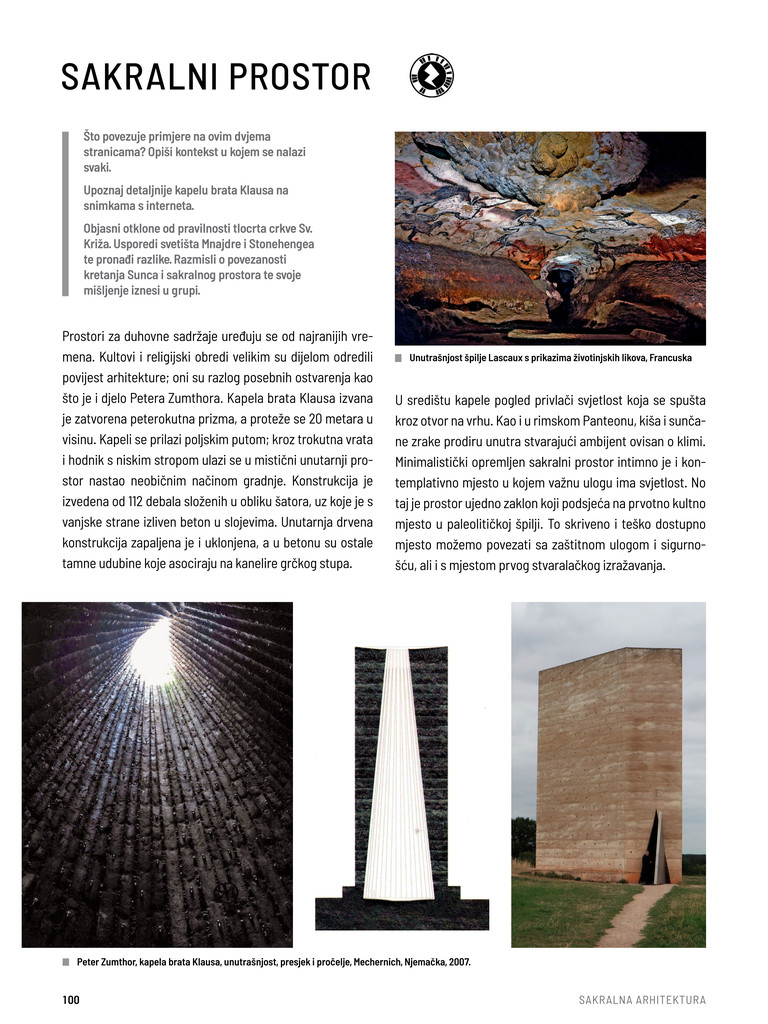 SAKRALNI PROSTOR
Što povezuje primjere na ovim dvjema
stranicama? Opiši kontekst u kojem se nalazi
svaki.
Upoznaj detaljnije kapelu brata Klausa na
snimkama s interneta.
Objasni otklone od pravilnosti tlocrta crkve Sv.
Križa. Usporedi svetišta Mnajdre i Stonehengea
te pronađi razlike. Razmisli o povezanosti
kretanja Sunca i sakralnog prostora te svoje
mišljenje iznesi u grupi.
Prostori za duhovne sadržaje uređuju se od najranijih vre-
mena. Kultovi i religijski obredi velikim su dijelom odredili
povijest arhitekture; oni su razlog posebnih ostvarenja kao
što je i djelo Petera Zumthora. Kapela brata Klausa izvana
je zatvorena peterokutna prizma, a proteže se 20 metara u
visinu. Kapeli se prilazi poljskim putom; kroz trokutna vrata
i hodnik s niskim stropom ulazi se u mistični unutarnji pro-
stor nastao neobičnim načinom gradnje. Konstrukcija je
izvedena od 112 debala složenih u obliku šatora, uz koje je s
vanjske strane izliven beton u slojevima. Unutarnja drvena
konstrukcija zapaljena je i uklonjena, a u betonu su ostale
tamne udubine koje asociraju na kanelire grčkog stupa.
Unutrašnjost špilje Lascaux s prikazima životinjskih likova, Francuska
U središtu kapele pogled privlači svjetlost koja se spušta
kroz otvor na vrhu. Kao i u rimskom Panteonu, kiša i sunča-
ne zrake prodiru unutra stvarajući ambijent ovisan o klimi.
Minimalistički opremljen sakralni prostor intimno je i kon-
templativno mjesto u kojem važnu ulogu ima svjetlost. No
taj je prostor ujedno zaklon koji podsjeća na prvotno kultno
mjesto u paleolitičkoj špilji. To skriveno i teško dostupno
mjesto možemo povezati sa zaštitnom ulogom i sigurno-
šću, ali i s mjestom prvog stvaralačkog izražavanja.
Peter Zumthor, kapela brata Klausa, unutrašnjost, presjek i pročelje, Mechernich, Njemačka, 2007.
100
SAKRALNA ARHITEKTURA